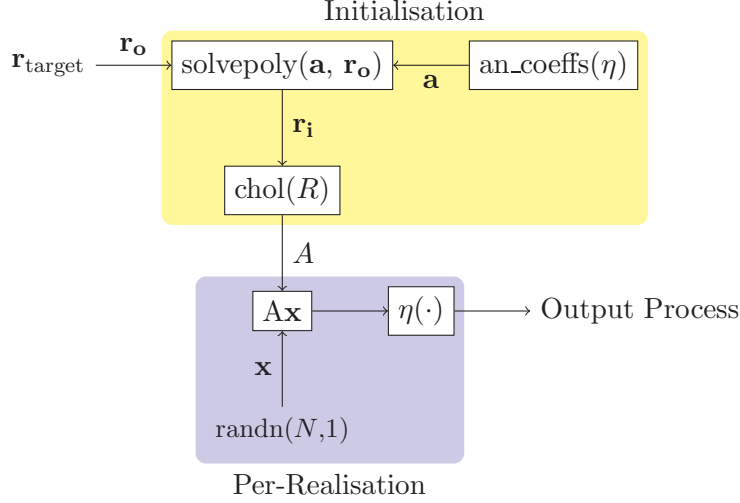 Initialisation
r_target
r_o
solvepoly(a, r_o)
a
an_coeffs(η)
r_i
chol(R)
A
Ax
η(·)
Output Process
x
randn(N,1)
Per-Realisation